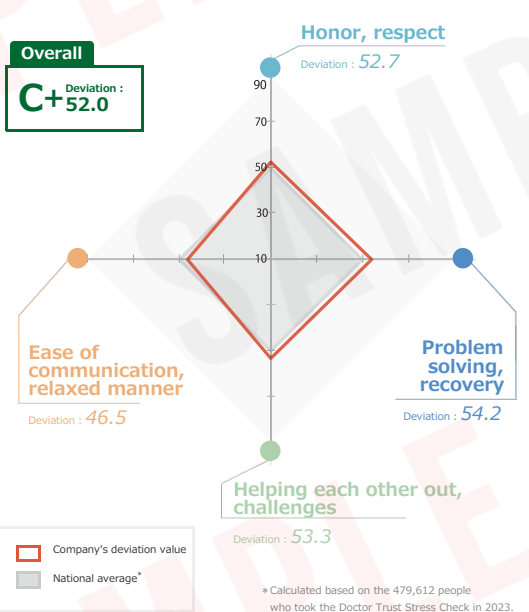 Honor, respect
Deviation : 52.7
Overall
C+ Deviation :
52.0
90
70
50
30
10
Ease of
communication,
relaxed manner
Deviation : 46.5
Problem
solving,
recovery
Deviation : 54.2
Helping each other out,
challenges
Deviation : 53.3
Company's deviation value
National average*
*Calculated based on the 479,612 people
who took the Doctor Trust Stress Check in 2023.
SAMPLE